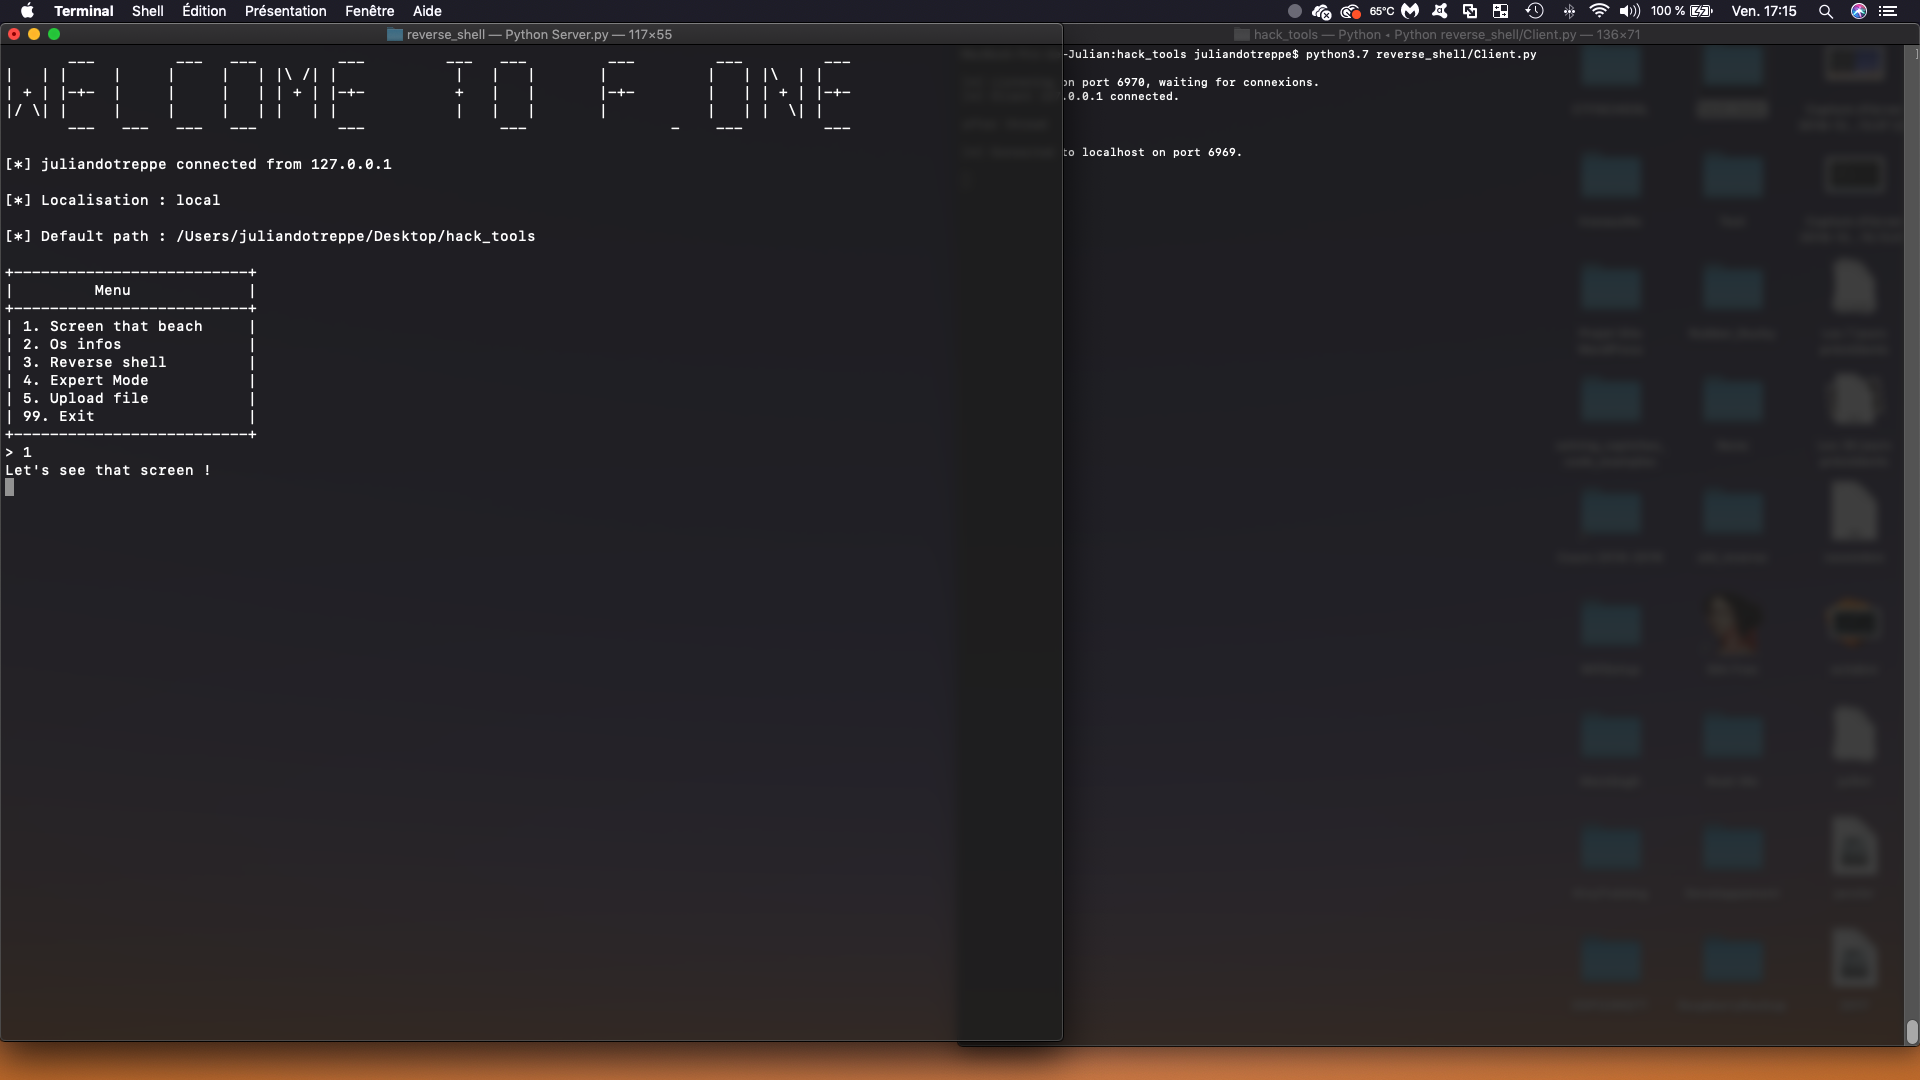 Terminal Shell Édition Présentation Fenêtre Aide 65°C 100 % Ven. 17:15
reverse_shell — Python Server.py — 117×55
WELCOME TO F_ONE
[*] juliandotreppe connected from 127.0.0.1
[*] Localisation : local
[*] Default path : /Users/juliandotreppe/Desktop/hack_tools
+--------------------------+
| Menu |
+--------------------------+
| 1. Screen that beach |
| 2. Os infos |
| 3. Reverse shell |
| 4. Expert Mode |
| 5. Upload file |
| 99. Exit |
+--------------------------+
> 1
Let's see that screen !
hack_tools — Python • Python reverse_shell/Client.py — 136×71
-Julian:hack_tools juliandotreppe$ python3.7 reverse_shell/Client.py
on port 6970, waiting for connexions.
.0.0.1 connected.
to localhost on port 6969.